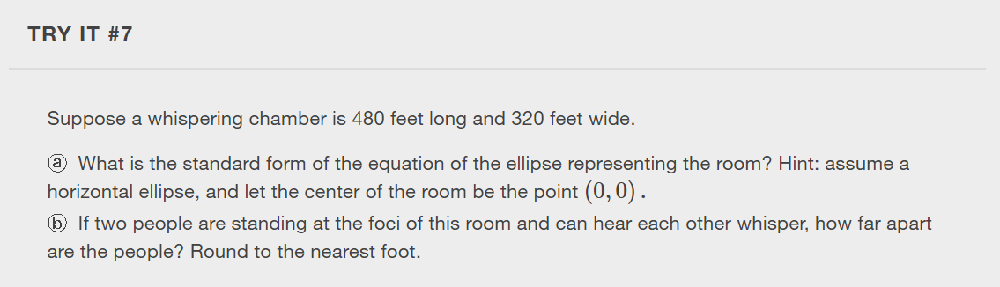 TRY IT #7
Suppose a whispering chamber is 480 feet long and 320 feet wide.
ⓐ What is the standard form of the equation of the ellipse representing the room? Hint: assume a
horizontal ellipse, and let the center of the room be the point (0, 0) .
ⓑ If two people are standing at the foci of this room and can hear each other whisper, how far apart
are the people? Round to the nearest foot.